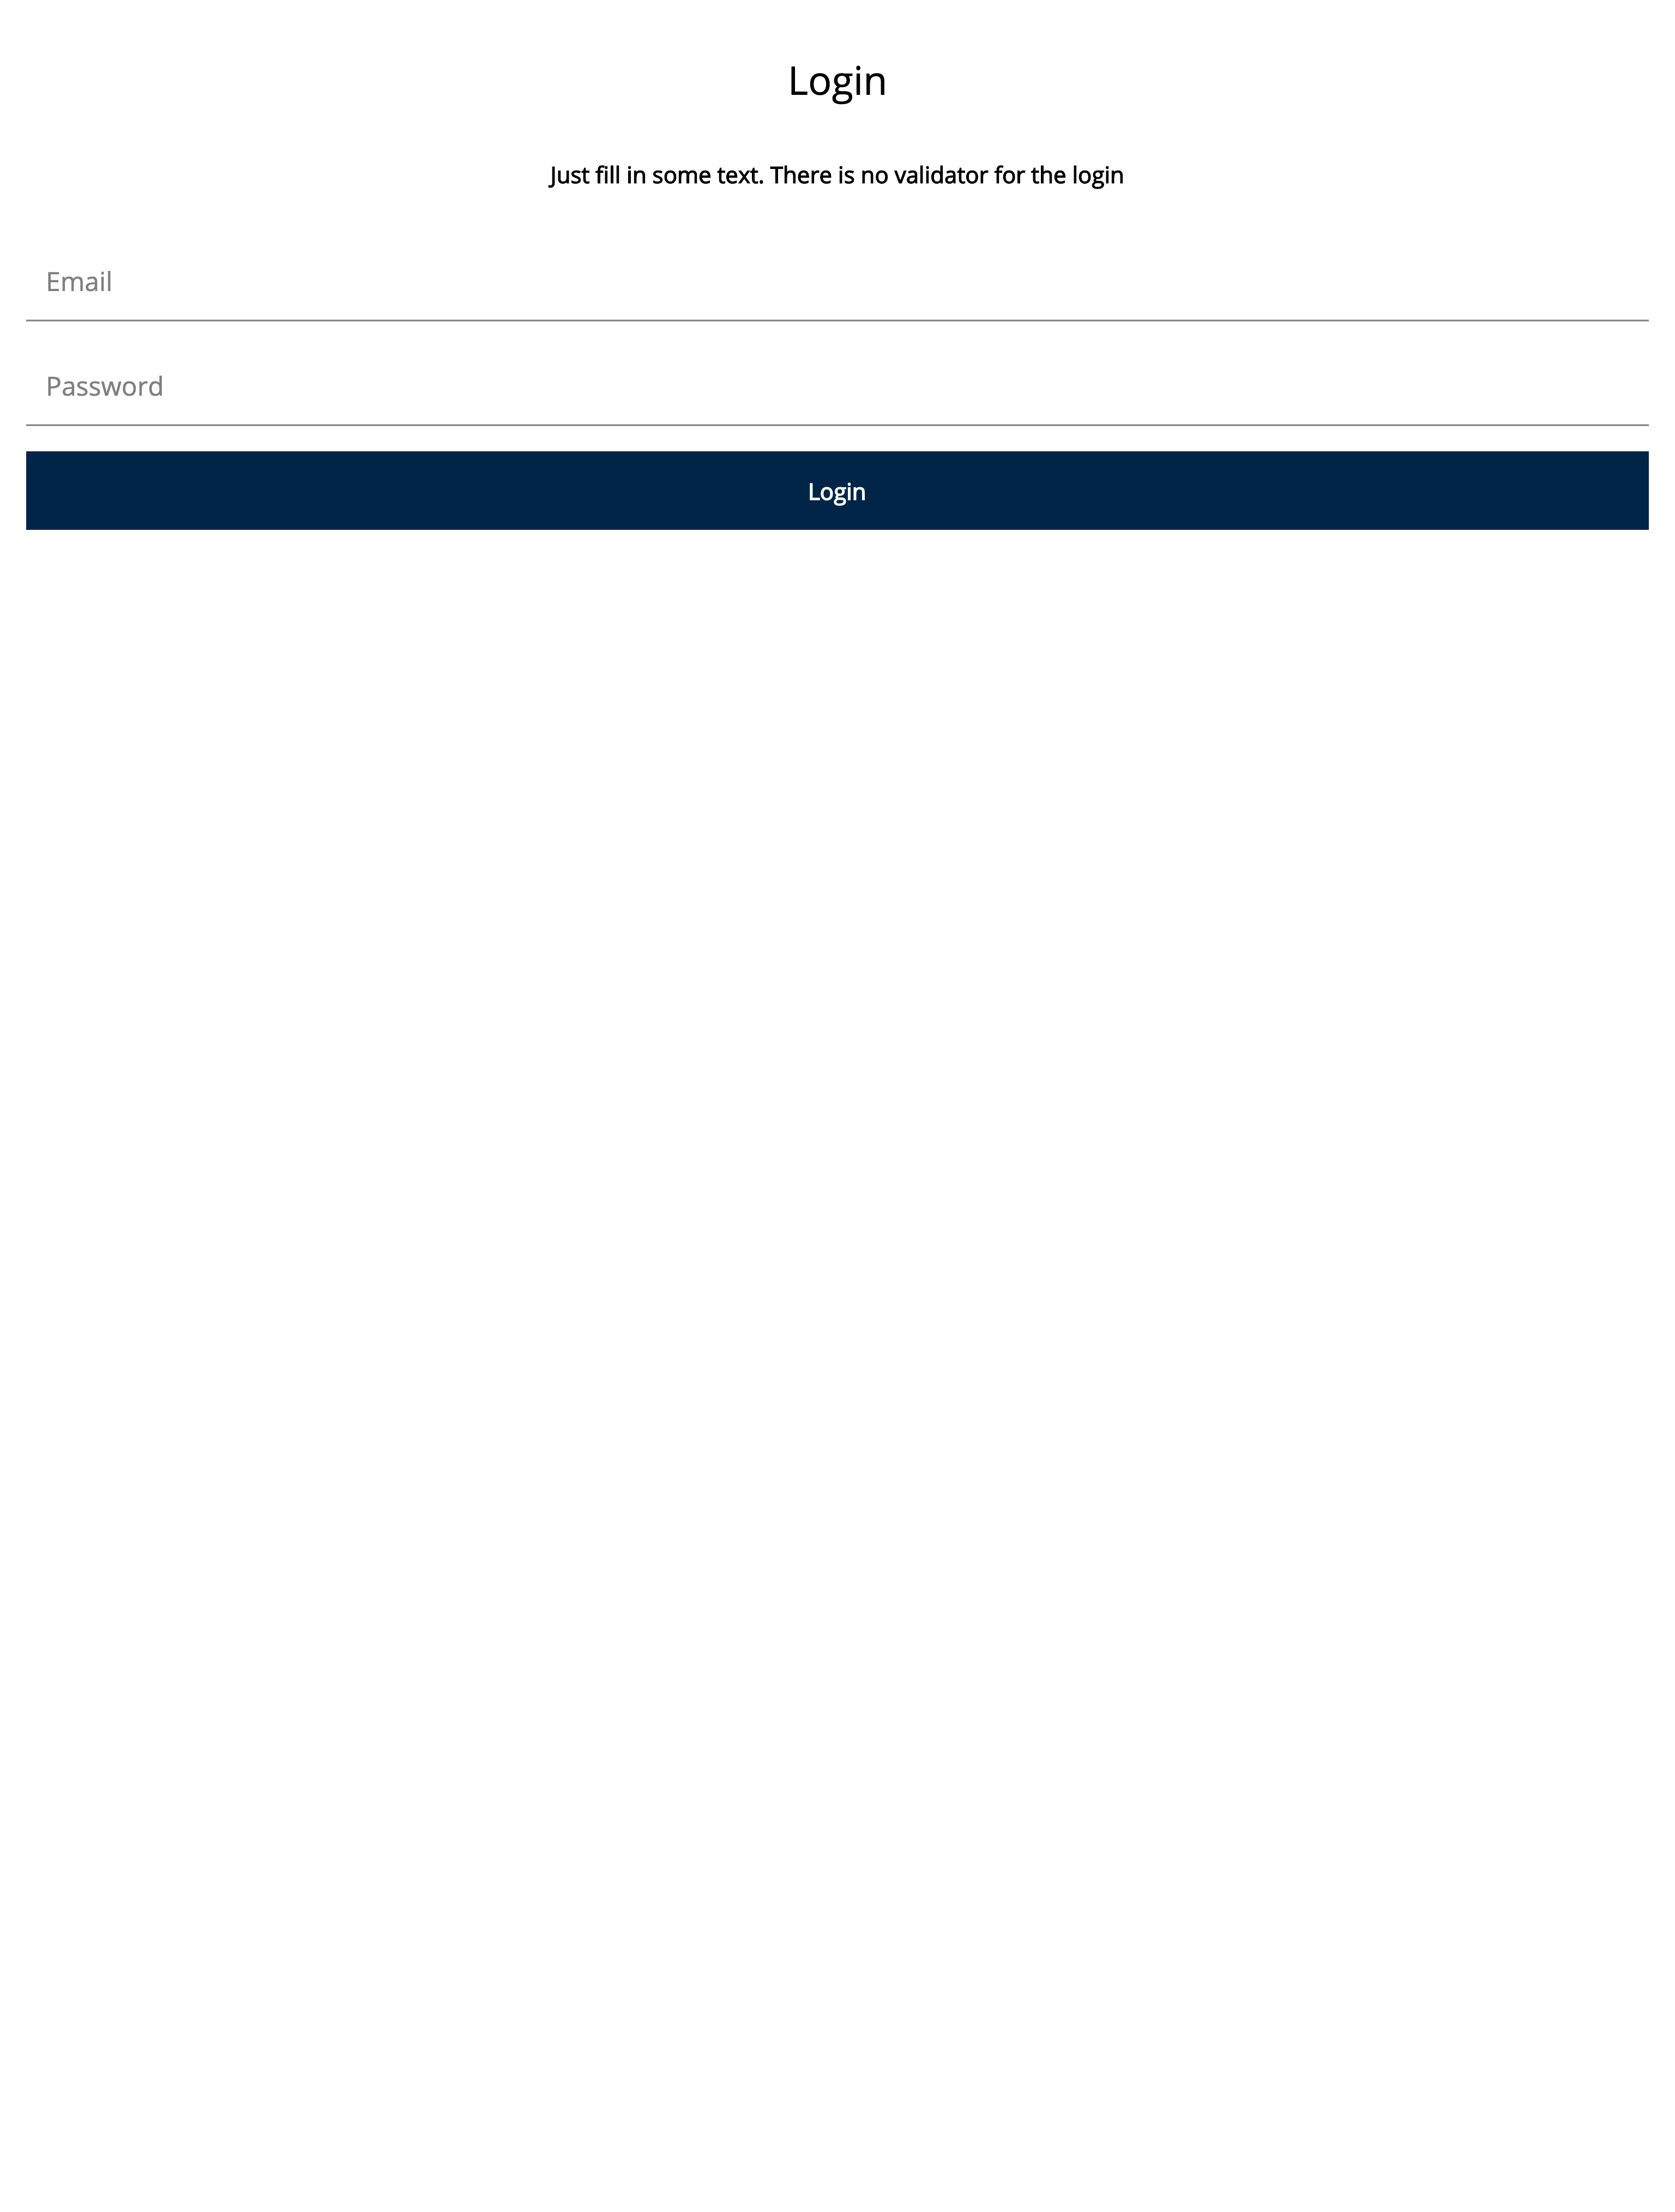 Login
Just fill in some text. There is no validator for the login
Email
Password
Login